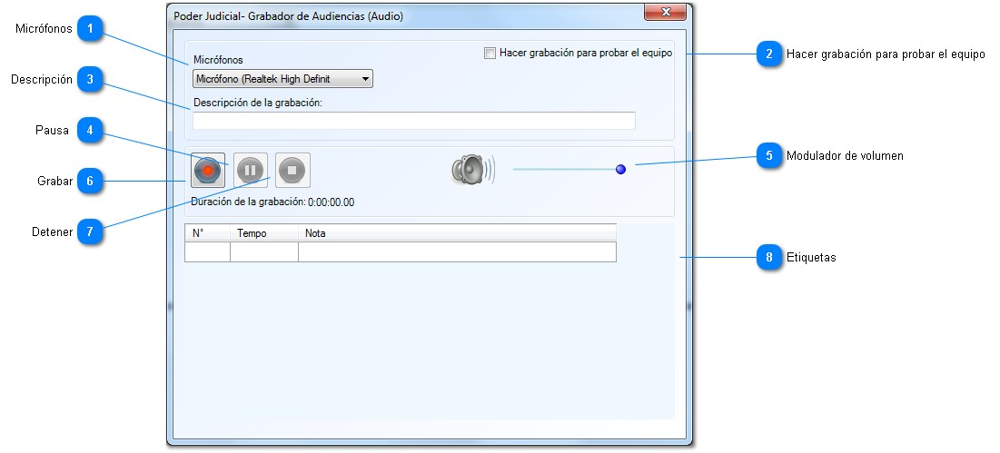 Poder Judicial- Grabador de Audiencias (Audio)
Micrófonos 1
Hacer grabación para probar el equipo
2 Hacer grabación para probar el equipo
Micrófonos
Descripción 3
Micrófono (Realtek High Definit
Descripción de la grabación:
Pausa 4
5 Modulador de volumen
Grabar 6
Duración de la grabación: 0:00:00.00
Detener 7
N° Tempo Nota
8 Etiquetas